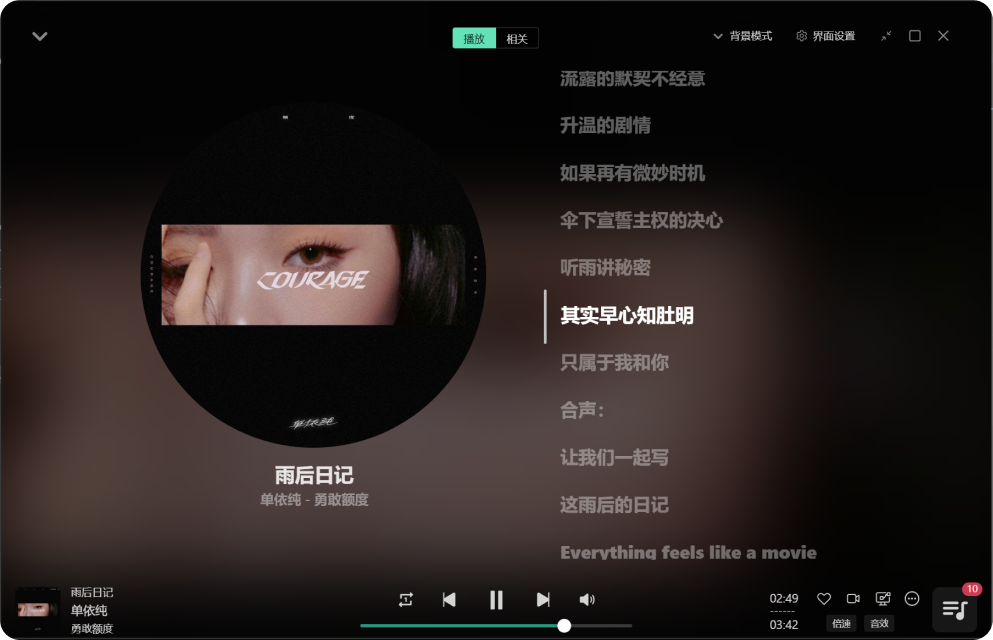 播放
相关
背景模式
界面设置
COURAGE
单依纯
雨后日记
单依纯 - 勇敢额度
流露的默契不经意
升温的剧情
如果再有微妙时机
伞下宣誓主权的决心
听雨讲秘密
其实早心知肚明
只属于我和你
合声：
让我们一起写
这雨后的日记
Everything feels like a movie
雨后日记
单依纯
勇敢额度
02:49
03:42
倍速
音效
10